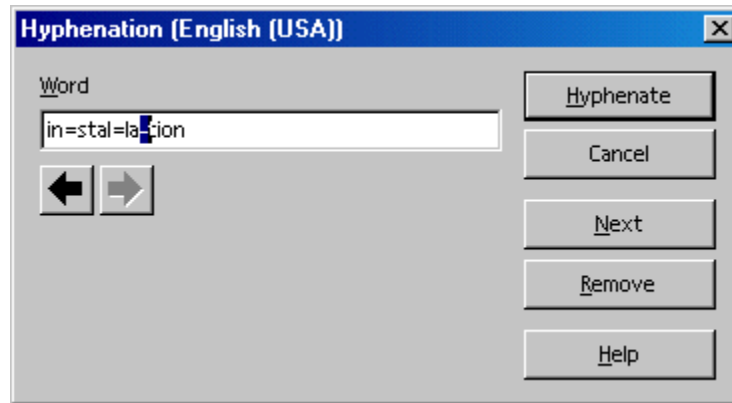 Hyphenation (English (USA))
Word
in=stal=la-tion
Hyphenate
Cancel
Next
Remove
Help